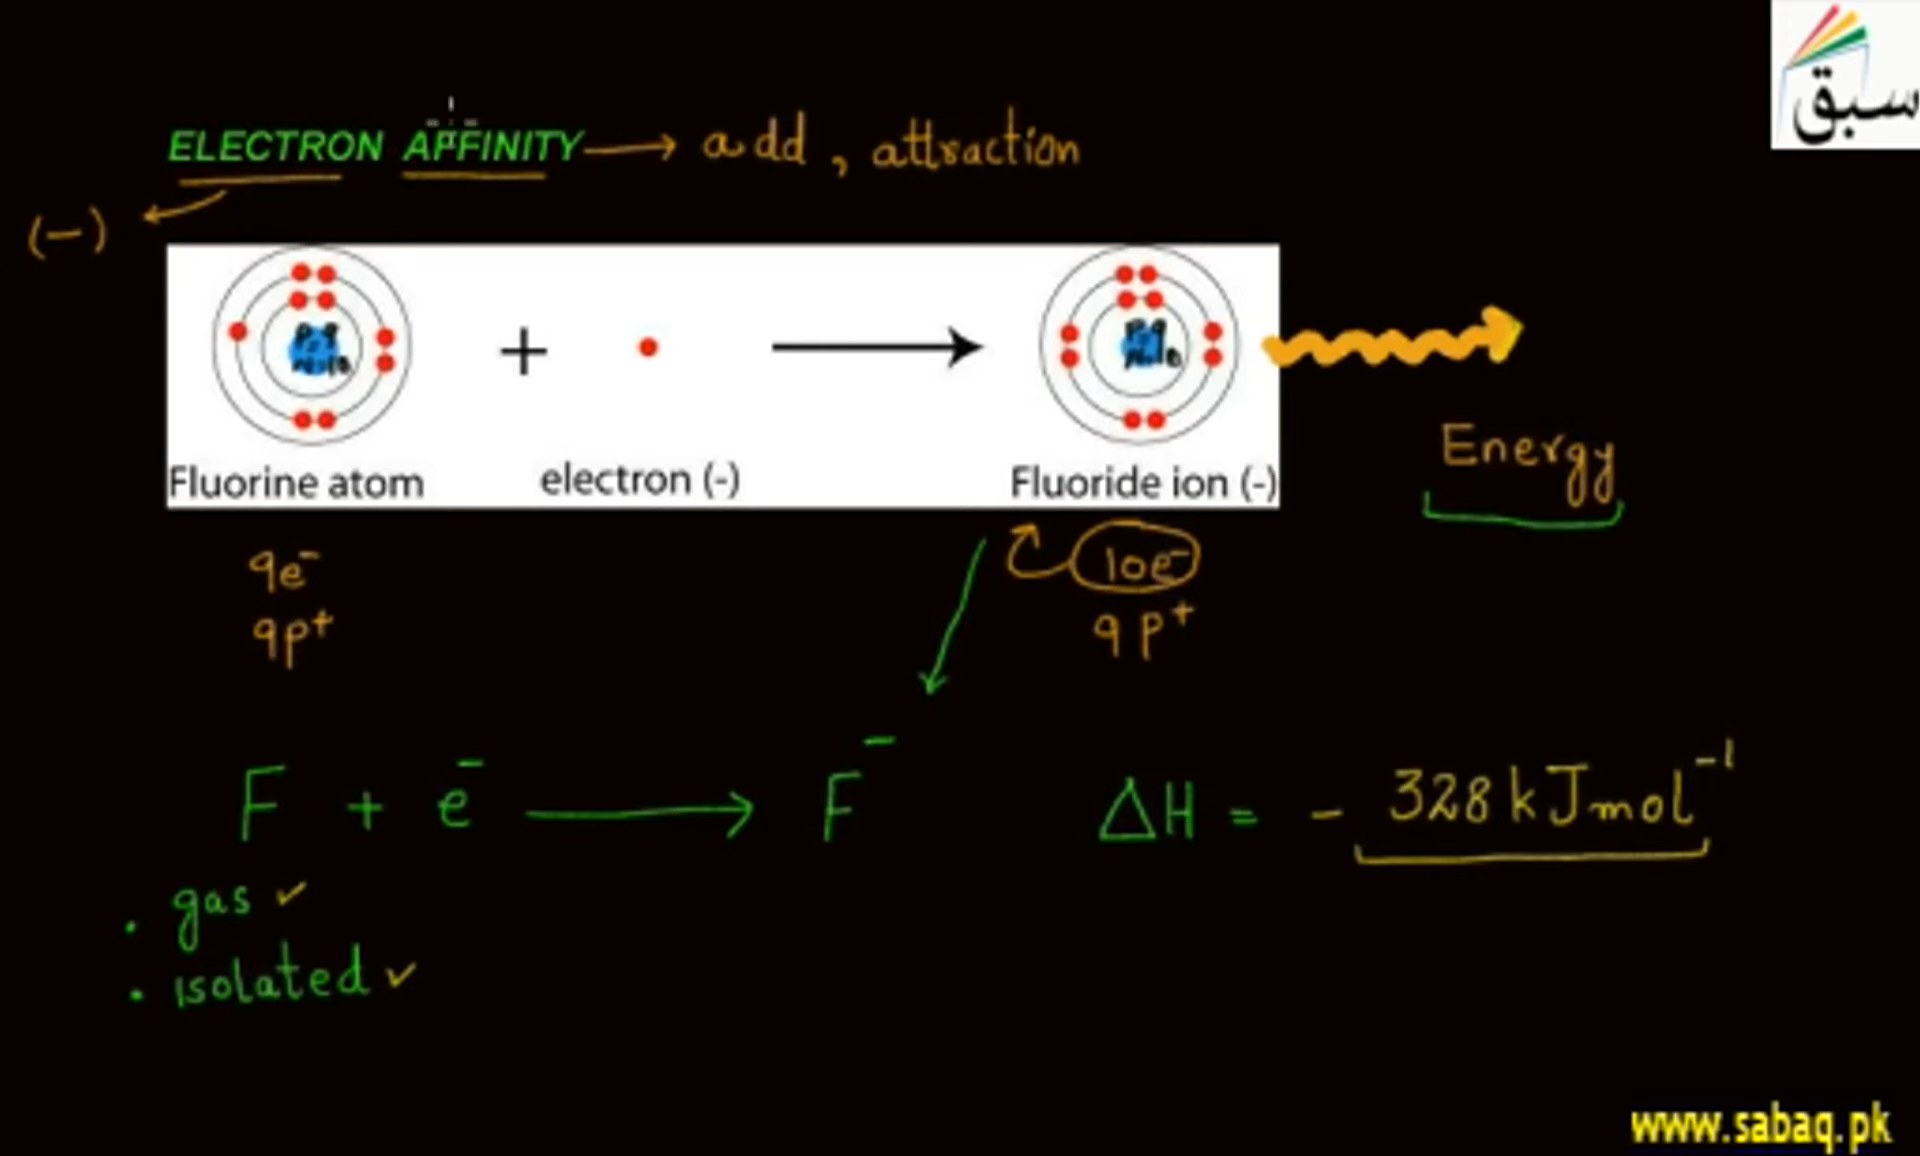 سبق
ELECTRON AFFINITY → add, attraction
(-)
+
Fluorine atom electron (-) Fluoride ion (-)
Energy
9e⁻ 10e⁻
9p⁺ 9p⁺
F + e⁻ → F⁻ ΔH = - 328 kJmol⁻¹
• gas ✓
• isolated ✓
www.sabaq.pk